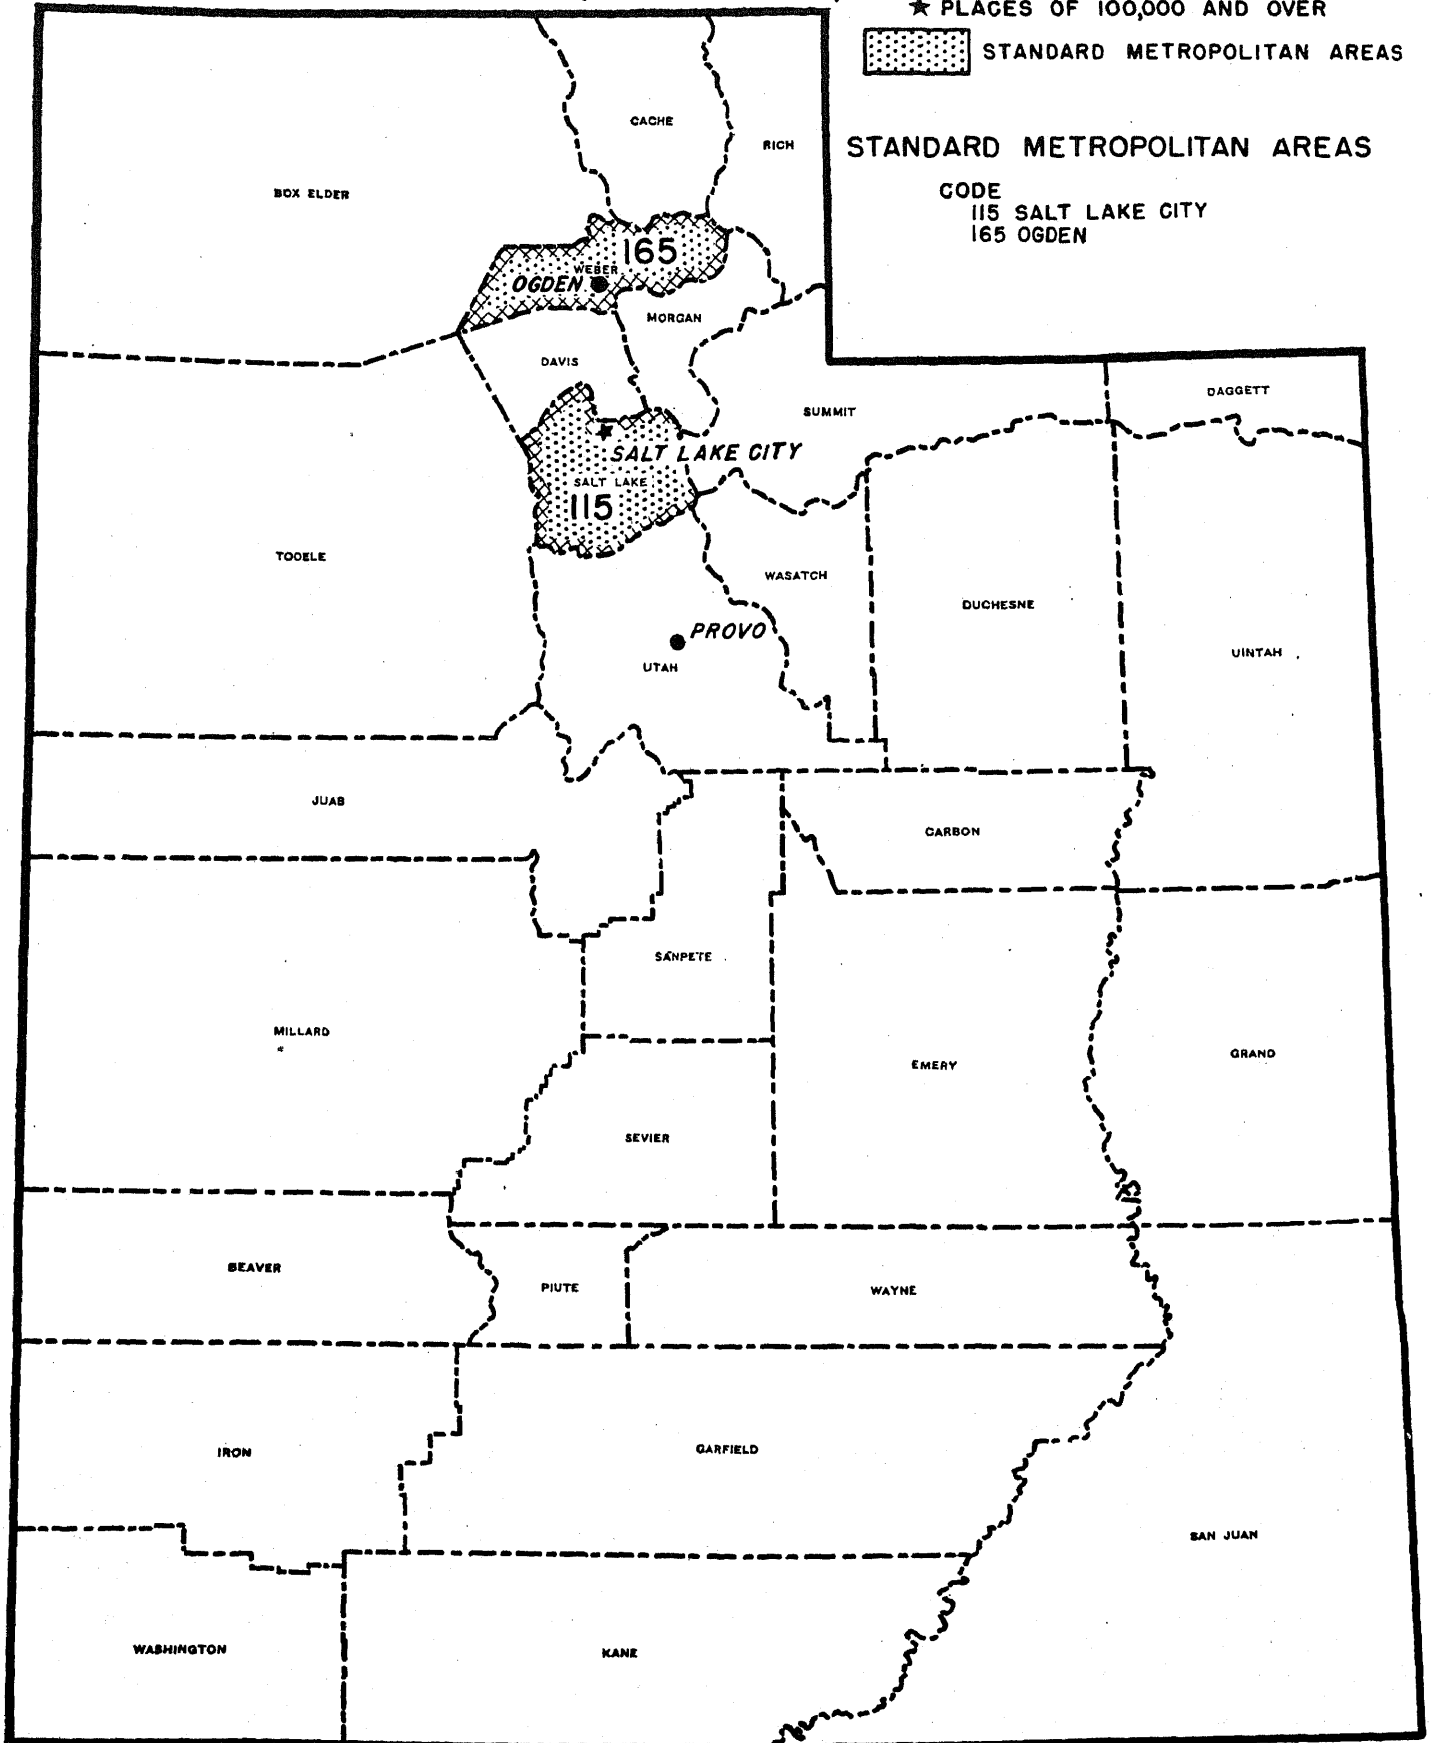 ★ PLACES OF 100,000 AND OVER
STANDARD METROPOLITAN AREAS
STANDARD METROPOLITAN AREAS
CODE
115 SALT LAKE CITY
165 OGDEN
CACHE
RICH
BOX ELDER
165
WEBER
OGDEN
MORGAN
DAVIS
DAGGETT
SUMMIT
SALT LAKE CITY
SALT LAKE
115
TOOELE
WASATCH
DUCHESNE
PROVO
UTAH
UINTAH
JUAB
CARBON
SANPETE
MILLARD
EMERY
GRAND
SEVIER
BEAVER
PIUTE
WAYNE
IRON
GARFIELD
SAN JUAN
WASHINGTON
KANE